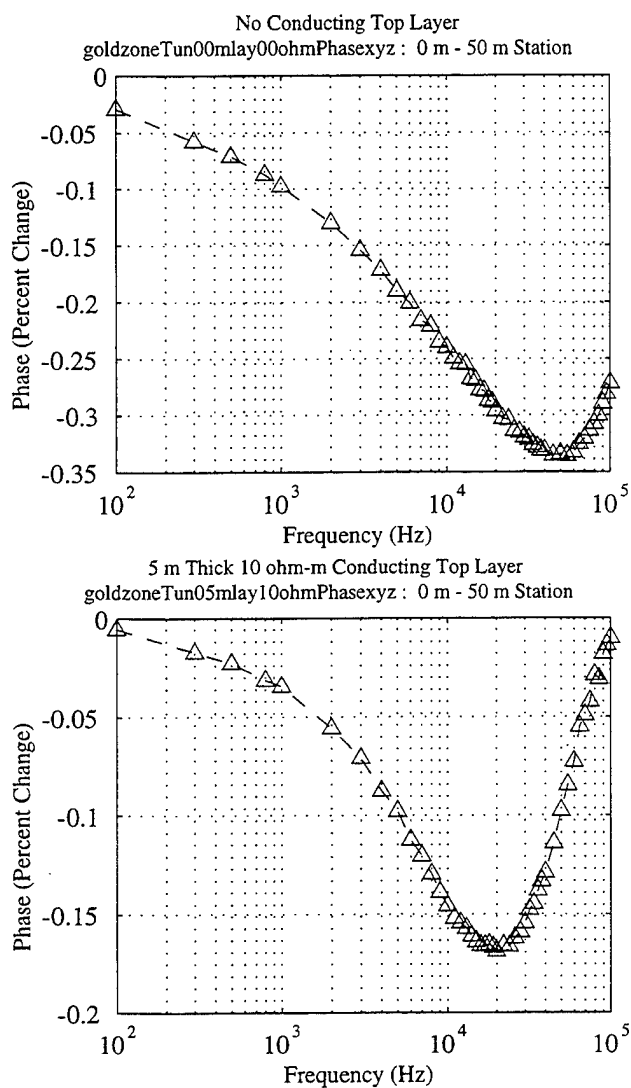 No Conducting Top Layer
goldzoneTun00mlay00ohmPhasexyz : 0 m - 50 m Station
0
-0.05
-0.1
-0.15
-0.2
-0.25
-0.3
-0.35
Phase (Percent Change)
10^2 10^3 10^4 10^5
Frequency (Hz)
5 m Thick 10 ohm-m Conducting Top Layer
goldzoneTun05mlay10ohmPhasexyz : 0 m - 50 m Station
0
-0.05
-0.1
-0.15
-0.2
Phase (Percent Change)
10^2 10^3 10^4 10^5
Frequency (Hz)